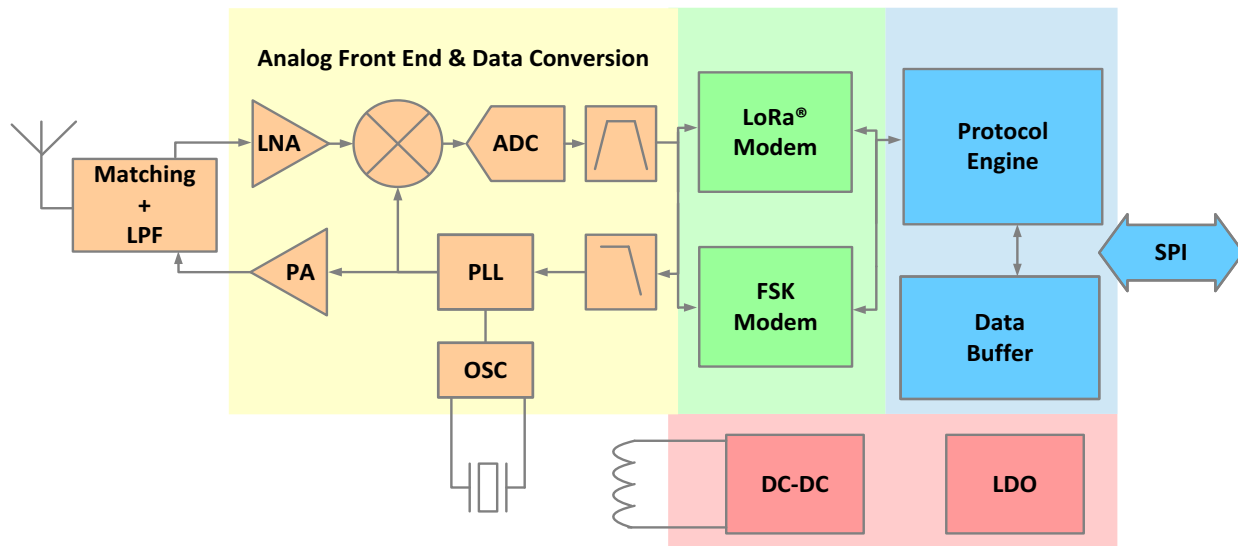 Analog Front End & Data Conversion
LNA
ADC
LoRa®
Modem
Protocol
Engine
Matching
+
LPF
PA
PLL
FSK
Modem
SPI
Data
Buffer
OSC
DC-DC
LDO